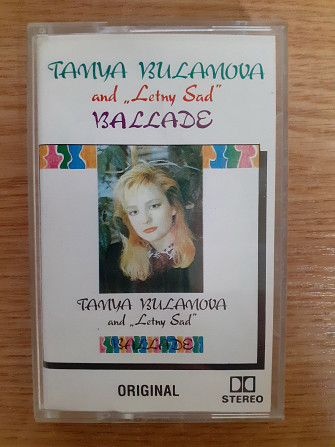 TANYA BULANOVA
and „Letny Sad"
BALLADE
TANYA BULANOVA
and „Letny Sad"
BALLADE
ORIGINAL
STEREO